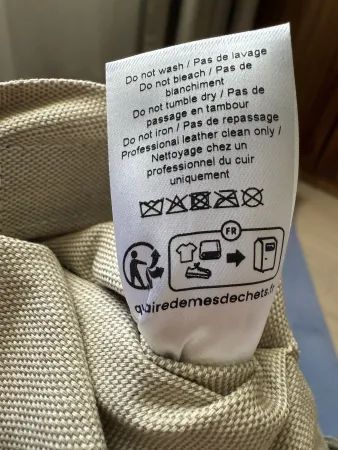 Do not wash / Pas de lavage
Do not bleach / Pas de
blanchiment
Do not tumble dry / Pas de
passage en tambour
Do not iron / Pas de repassage
Professional leather clean only /
Nettoyage chez un
professionnel du cuir
uniquement
FR
quefairedemesdechets.fr